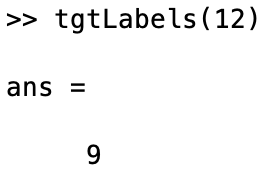 >> tgtLabels(12)
ans =
9